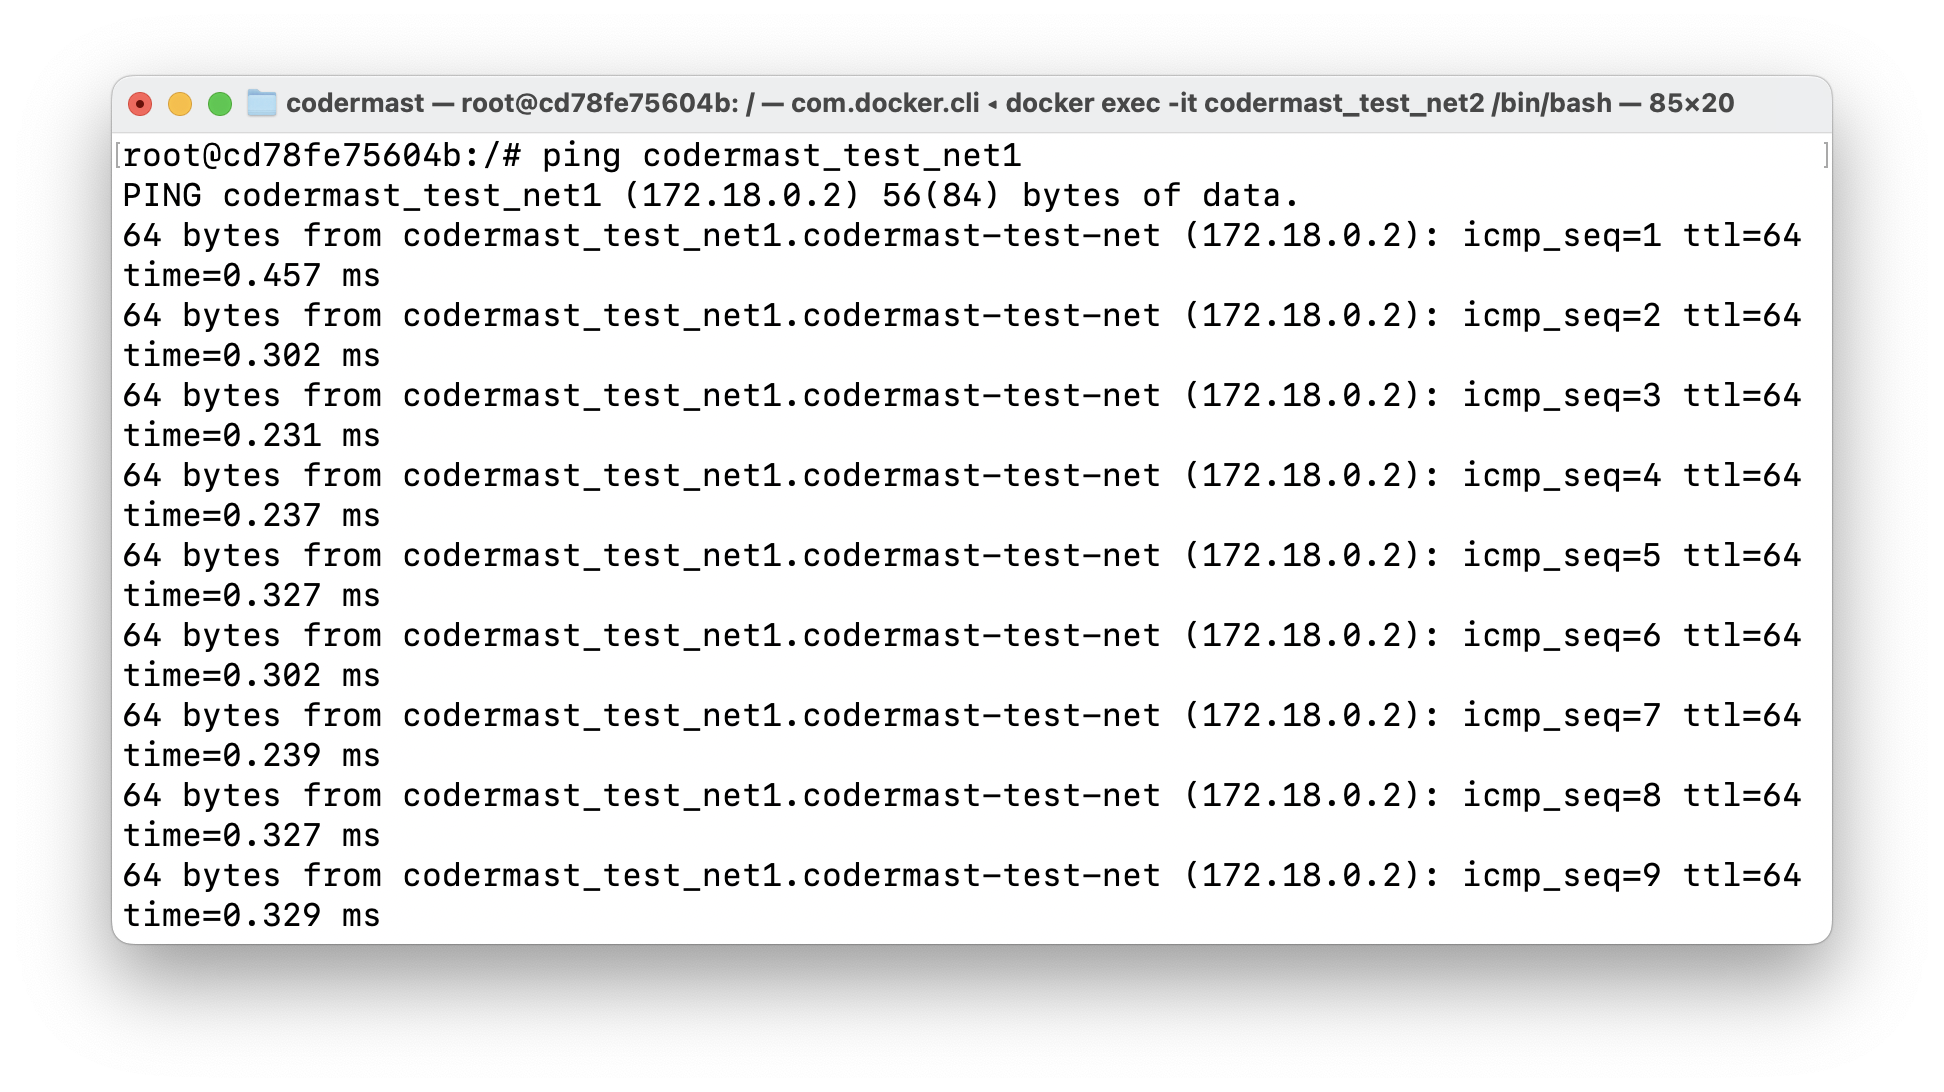 codermast — root@cd78fe75604b: / — com.docker.cli ◂ docker exec -it codermast_test_net2 /bin/bash — 85×20
[root@cd78fe75604b:/# ping codermast_test_net1 ]
PING codermast_test_net1 (172.18.0.2) 56(84) bytes of data.
64 bytes from codermast_test_net1.codermast-test-net (172.18.0.2): icmp_seq=1 ttl=64
time=0.457 ms
64 bytes from codermast_test_net1.codermast-test-net (172.18.0.2): icmp_seq=2 ttl=64
time=0.302 ms
64 bytes from codermast_test_net1.codermast-test-net (172.18.0.2): icmp_seq=3 ttl=64
time=0.231 ms
64 bytes from codermast_test_net1.codermast-test-net (172.18.0.2): icmp_seq=4 ttl=64
time=0.237 ms
64 bytes from codermast_test_net1.codermast-test-net (172.18.0.2): icmp_seq=5 ttl=64
time=0.327 ms
64 bytes from codermast_test_net1.codermast-test-net (172.18.0.2): icmp_seq=6 ttl=64
time=0.302 ms
64 bytes from codermast_test_net1.codermast-test-net (172.18.0.2): icmp_seq=7 ttl=64
time=0.239 ms
64 bytes from codermast_test_net1.codermast-test-net (172.18.0.2): icmp_seq=8 ttl=64
time=0.327 ms
64 bytes from codermast_test_net1.codermast-test-net (172.18.0.2): icmp_seq=9 ttl=64
time=0.329 ms